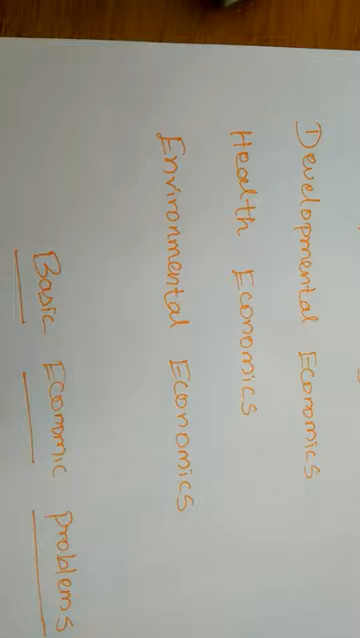 Developmental Economics
Health Economics
Environmental Economics
Basic Economic Problems